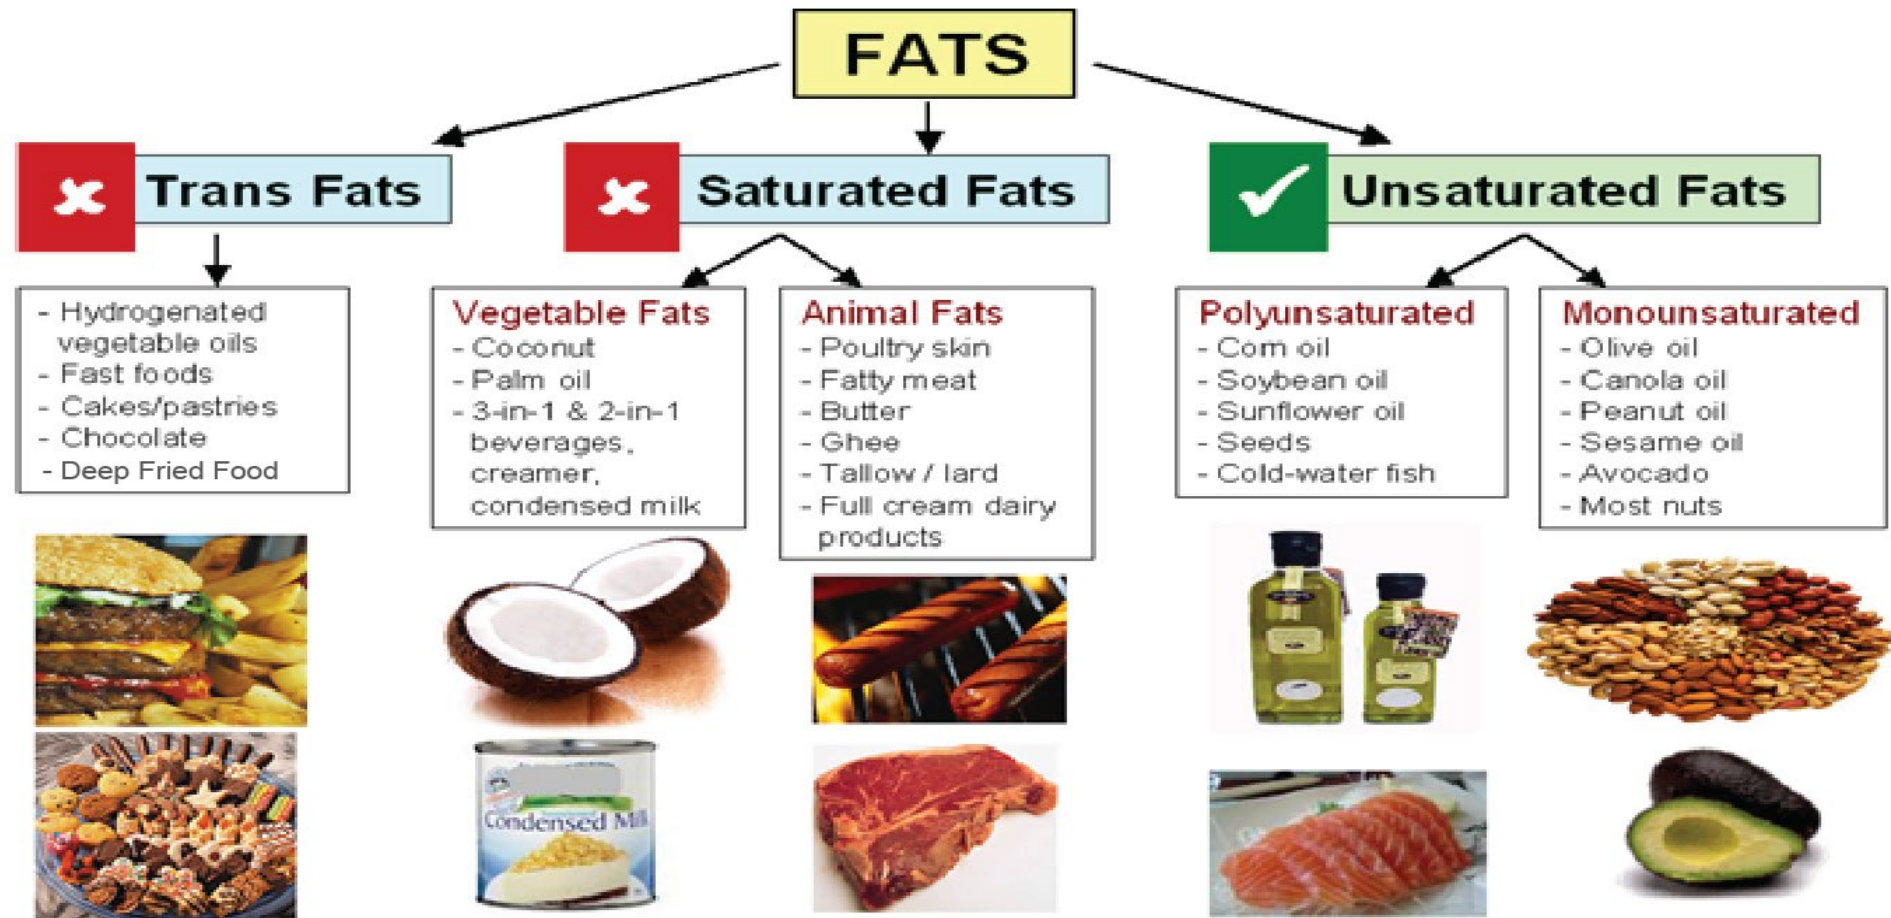 FATS
Trans Fats
Saturated Fats
Unsaturated Fats
- Hydrogenated
vegetable oils
- Fast foods
- Cakes/pastries
- Chocolate
- Deep Fried Food
Vegetable Fats
- Coconut
- Palm oil
- 3-in-1 & 2-in-1
beverages,
creamer,
condensed milk
Animal Fats
- Poultry skin
- Fatty meat
- Butter
- Ghee
- Tallow / lard
- Full cream dairy
products
Polyunsaturated
- Corn oil
- Soybean oil
- Sunflower oil
- Seeds
- Cold-water fish
Monounsaturated
- Olive oil
- Canola oil
- Peanut oil
- Sesame oil
- Avocado
- Most nuts
Condensed Milk